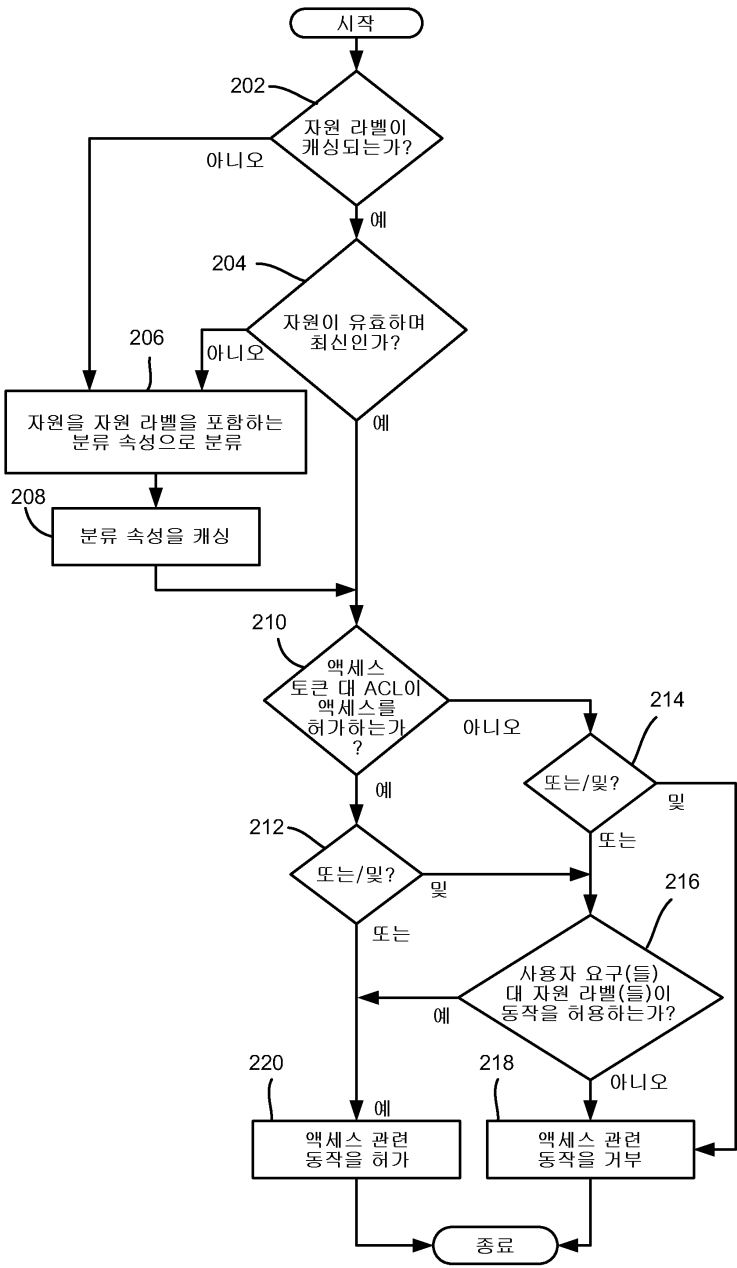 시작
202
자원 라벨이
캐싱되는가?
아니오
예
204
자원이 유효하며
최신인가?
아니오
예
206
자원을 자원 라벨을 포함하는
분류 속성으로 분류
208
분류 속성을 캐싱
210
액세스
토큰 대 ACL이
액세스를
허가하는가
?
아니오
예
214
또는/및?
및
또는
212
또는/및?
및
또는
216
사용자 요구(들)
대 자원 라벨(들)이
동작을 허용하는가?
예
아니오
220
예
액세스 관련
동작을 허가
218
액세스 관련
동작을 거부
종료